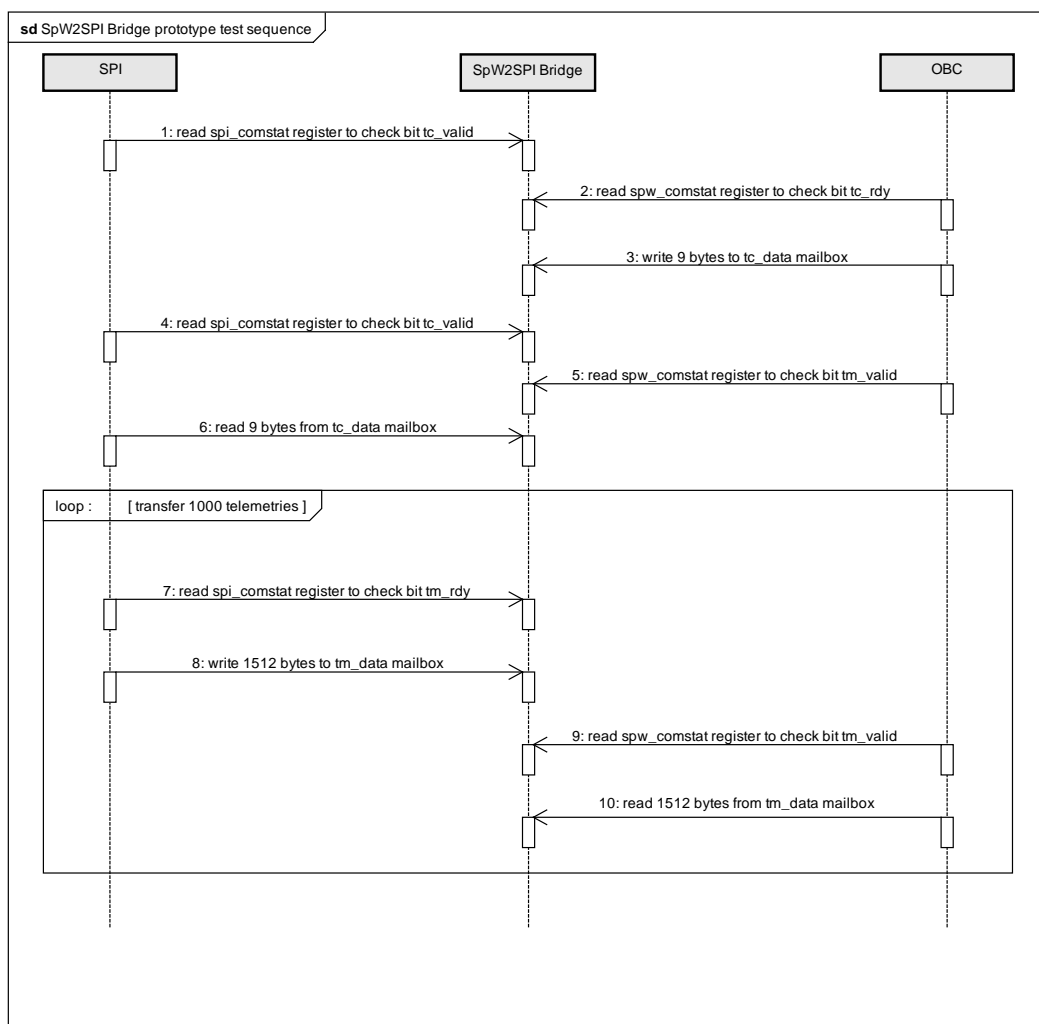 sd SpW2SPI Bridge prototype test sequence
SPI
SpW2SPI Bridge
OBC
1: read spi_comstat register to check bit tc_valid
2: read spw_comstat register to check bit tc_rdy
3: write 9 bytes to tc_data mailbox
4: read spi_comstat register to check bit tc_valid
5: read spw_comstat register to check bit tm_valid
6: read 9 bytes from tc_data mailbox
loop : [ transfer 1000 telemetries ]
7: read spi_comstat register to check bit tm_rdy
8: write 1512 bytes to tm_data mailbox
9: read spw_comstat register to check bit tm_valid
10: read 1512 bytes from tm_data mailbox